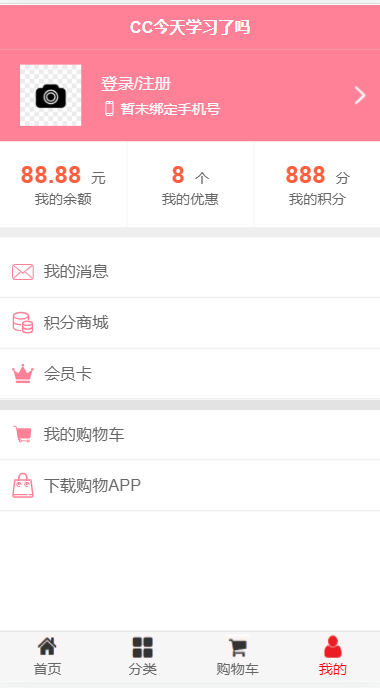 CC今天学习了吗
登录/注册
暂未绑定手机号
88.88 元 8 个 888 分
我的余额 我的优惠 我的积分
我的消息
积分商城
会员卡
我的购物车
下载购物APP
首页 分类 购物车 我的